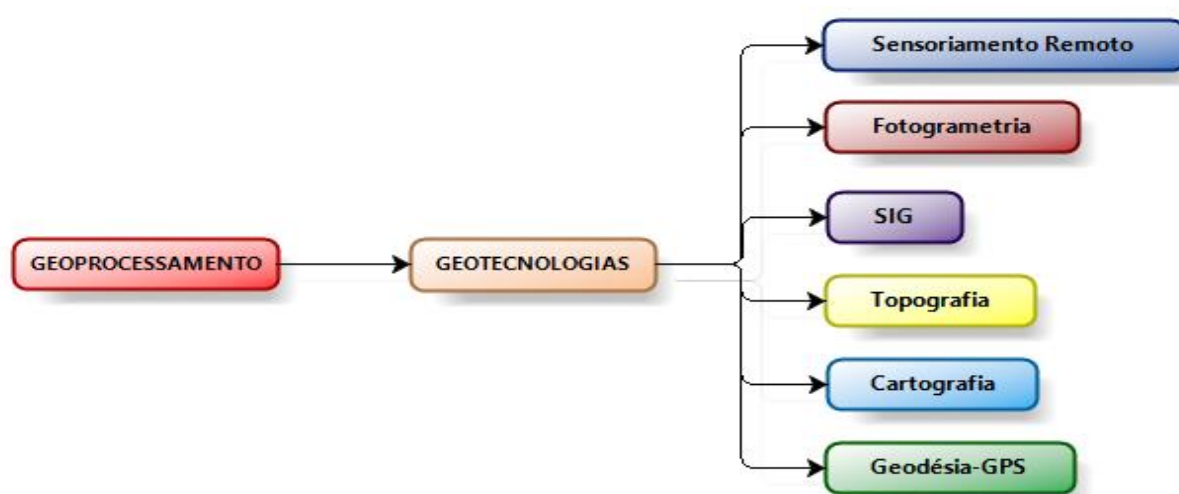 GEOPROCESSAMENTO
GEOTECNOLOGIAS
Sensoriamento Remoto
Fotogrametria
SIG
Topografia
Cartografia
Geodésia-GPS